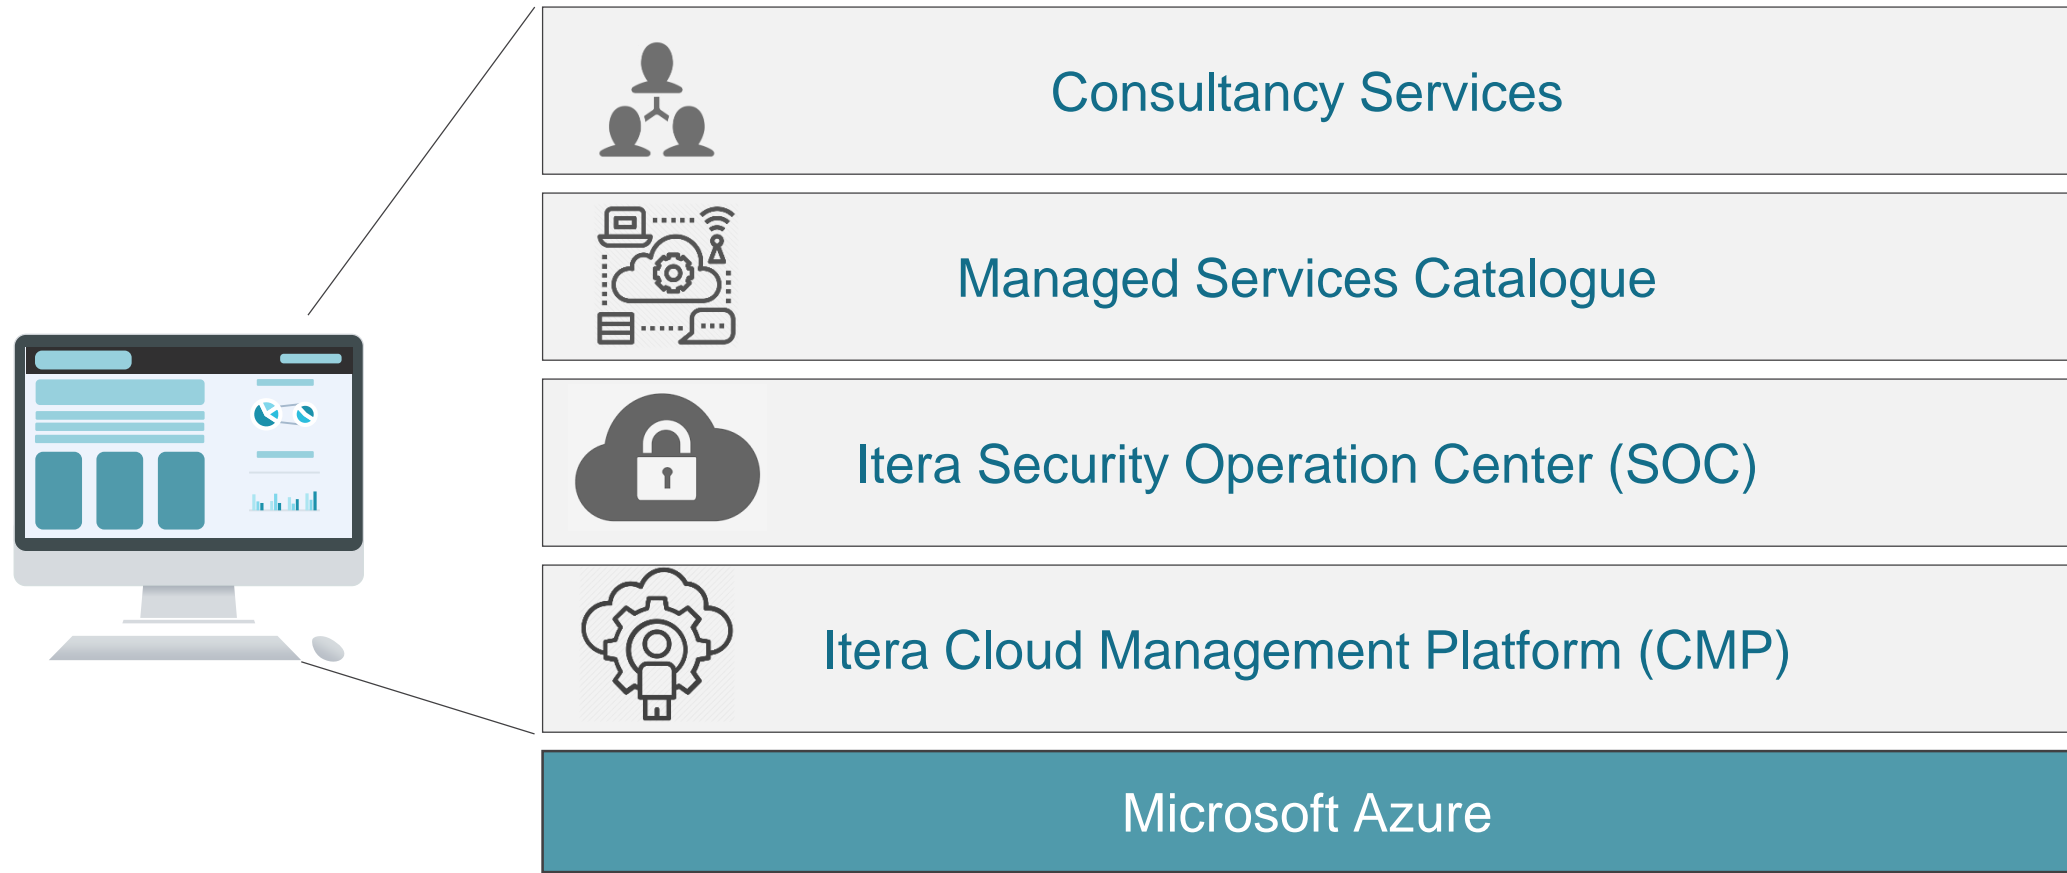 Consultancy Services
Managed Services Catalogue
Itera Security Operation Center (SOC)
Itera Cloud Management Platform (CMP)
Microsoft Azure